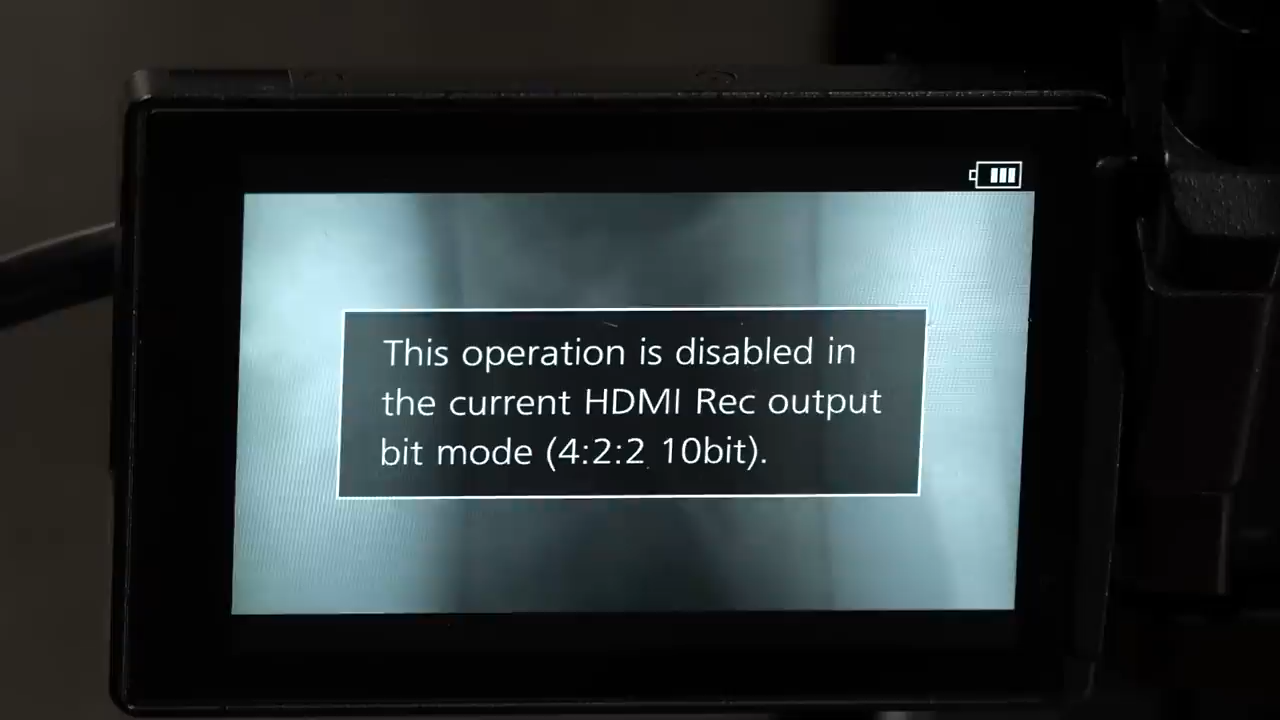 This operation is disabled in
the current HDMI Rec output
bit mode (4:2:2 10bit).